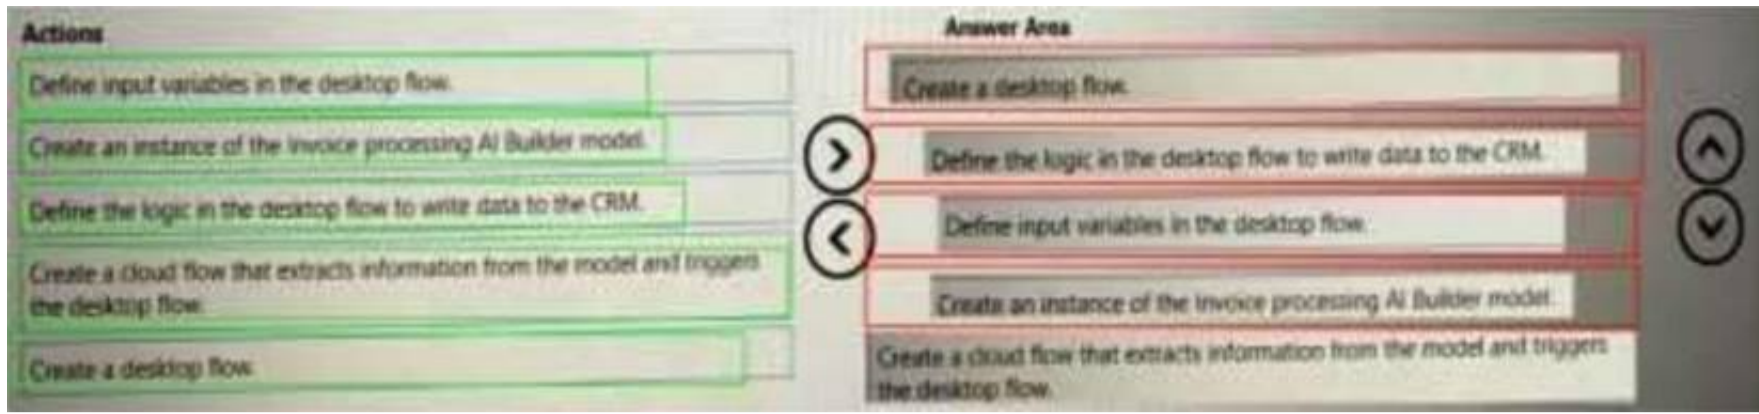 Actions
Define input variables in the desktop flow.
Create an instance of the Invoice processing AI Builder model.
Define the logic in the desktop flow to write data to the CRM.
Create a cloud flow that extracts information from the model and triggers
the desktop flow.
Create a desktop flow.
Answer Area
Create a desktop flow.
Define the logic in the desktop flow to write data to the CRM.
Define input variables in the desktop flow.
Create an instance of the Invoice processing AI Builder model.
Create a cloud flow that extracts information from the model and triggers
the desktop flow.